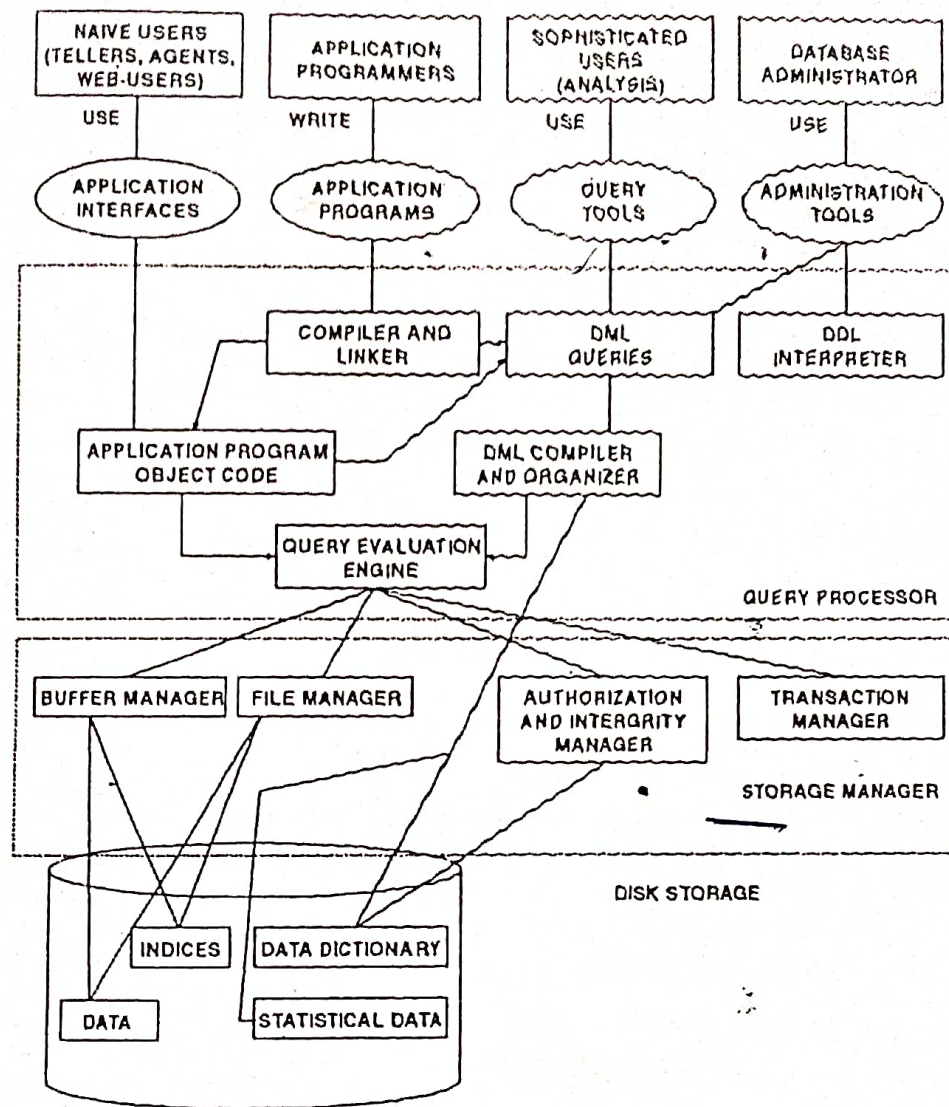 NAIVE USERS
(TELLERS, AGENTS,
WEB-USERS)
APPLICATION
PROGRAMMERS
SOPHISTICATED
USERS
(ANALYSIS)
DATABASE
ADMINISTRATOR
USE
WRITE
USE
USE
APPLICATION
INTERFACES
APPLICATION
PROGRAMS
QUERY
TOOLS
ADMINISTRATION
TOOLS
COMPILER AND
LINKER
DML
QUERIES
DDL
INTERPRETER
APPLICATION PROGRAM
OBJECT CODE
DML COMPILER
AND ORGANIZER
QUERY EVALUATION
ENGINE
QUERY PROCESSOR
BUFFER MANAGER
FILE MANAGER
AUTHORIZATION
AND INTERGRITY
MANAGER
TRANSACTION
MANAGER
STORAGE MANAGER
DISK STORAGE
INDICES
DATA DICTIONARY
DATA
STATISTICAL DATA